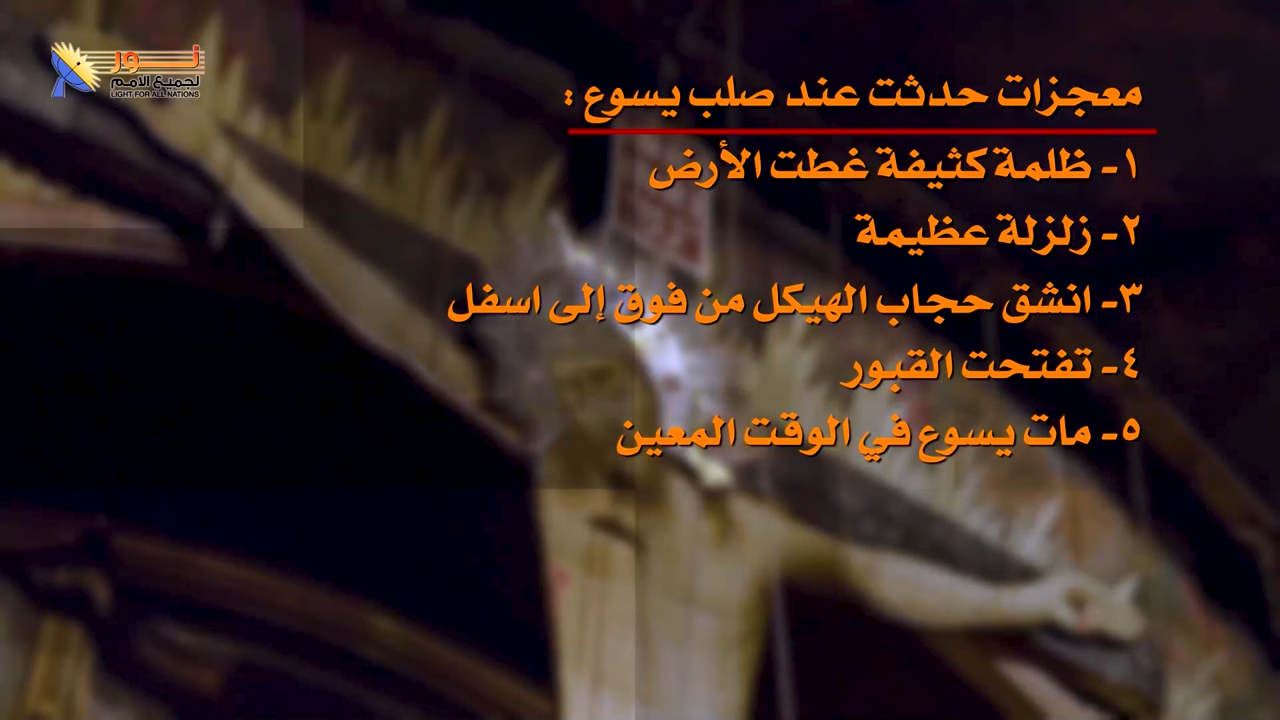 نور
لجميع الأمم
LIGHT FOR ALL NATIONS
معجزات حدثت عند صلب يسوع :
١- ظلمة كثيفة غطت الأرض
٢- زلزلة عظيمة
٣- انشق حجاب الهيكل من فوق إلى اسفل
٤- تفتحت القبور
٥- مات يسوع في الوقت المعين